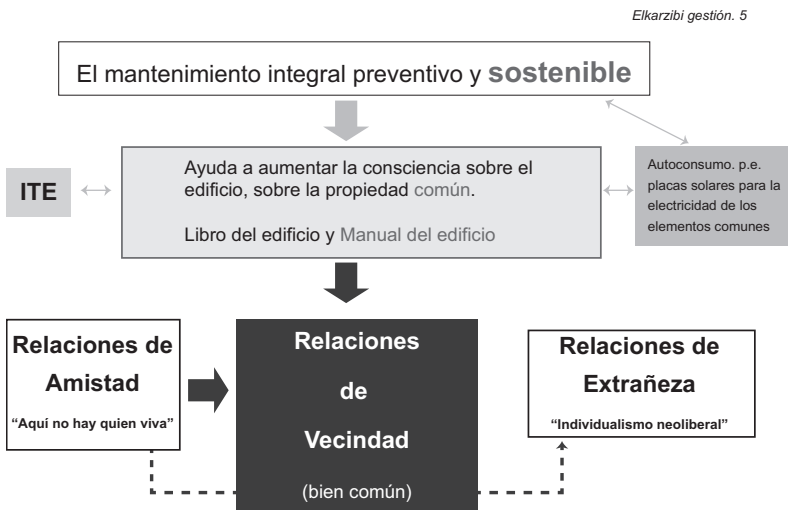 Elkarzibi gestión. 5
El mantenimiento integral preventivo y sostenible
Ayuda a aumentar la consciencia sobre el
edificio, sobre la propiedad común.
Libro del edificio y Manual del edificio
ITE
Autoconsumo. p.e.
placas solares para la
electricidad de los
elementos comunes
Relaciones de
Amistad
“Aquí no hay quien viva”
Relaciones
de
Vecindad
(bien común)
Relaciones de
Extrañeza
“Individualismo neoliberal”